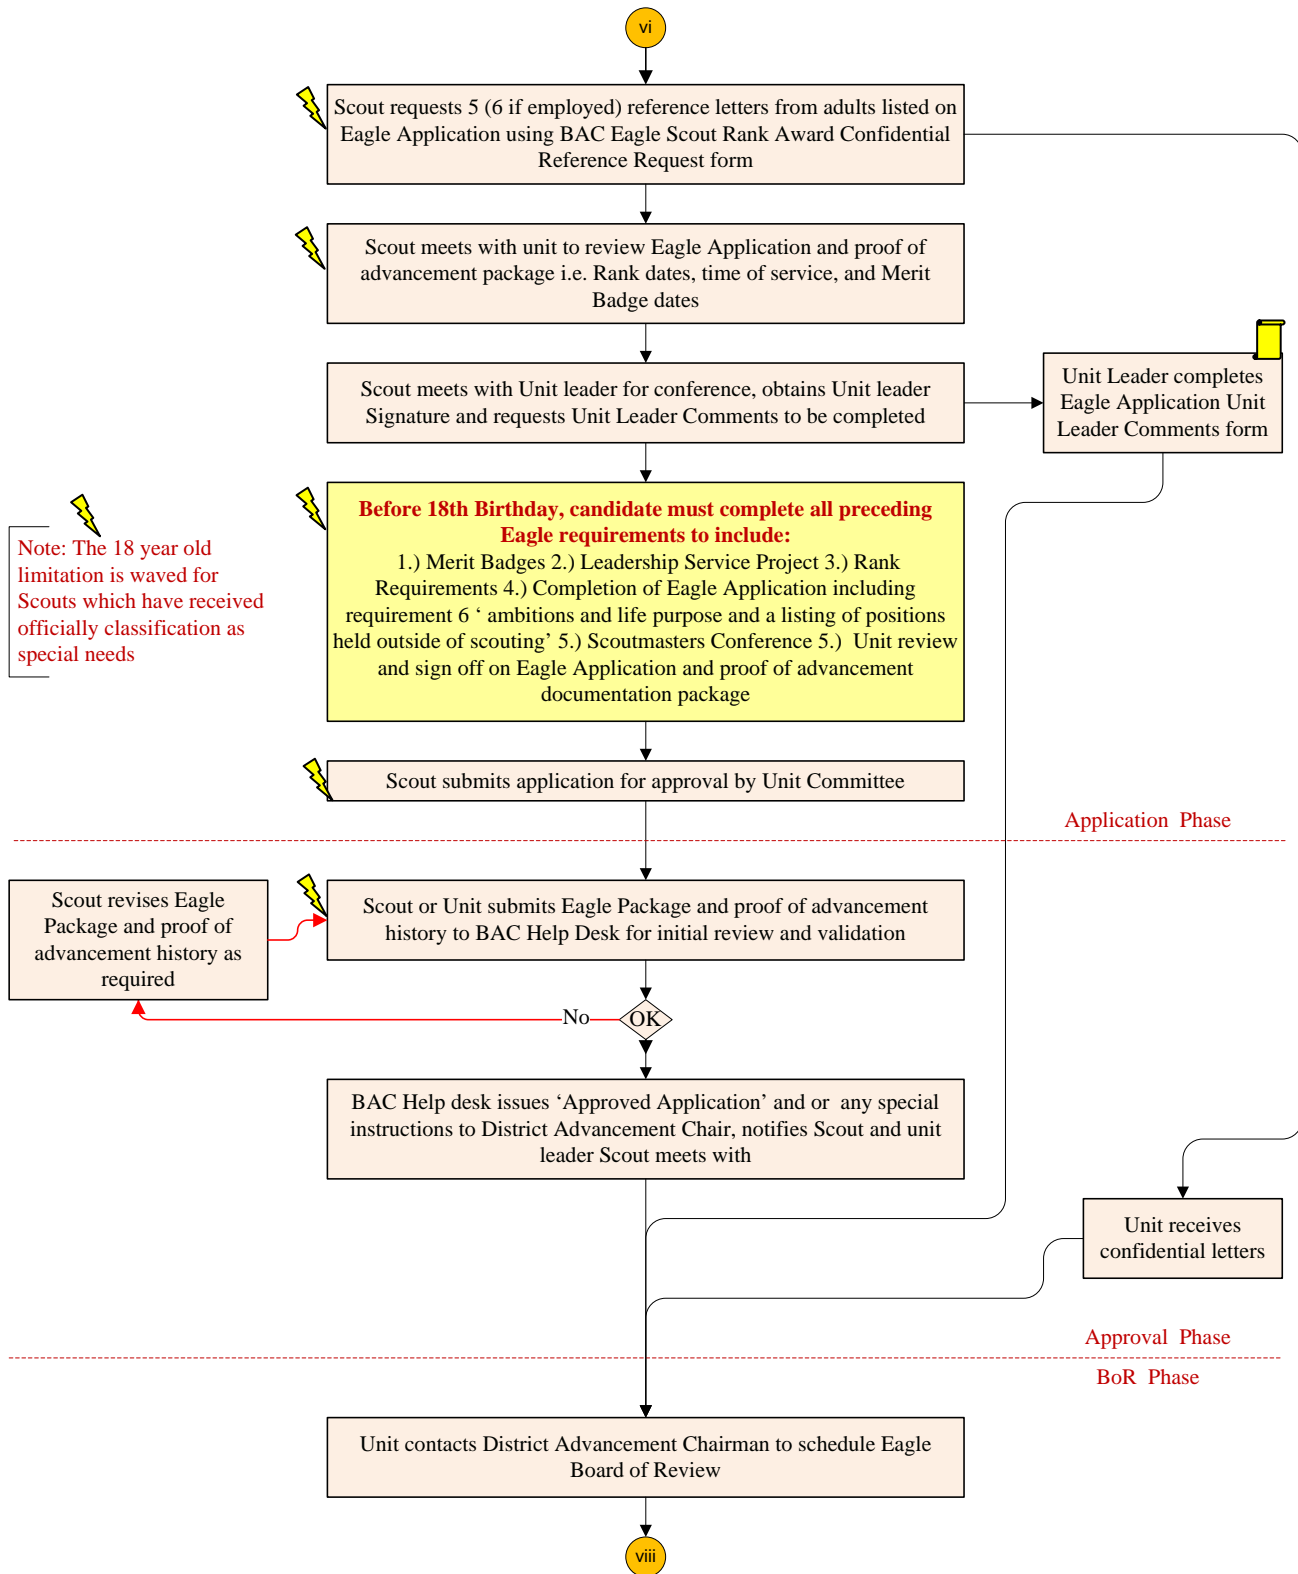 vi
Scout requests 5 (6 if employed) reference letters from adults listed on
Eagle Application using BAC Eagle Scout Rank Award Confidential
Reference Request form
Scout meets with unit to review Eagle Application and proof of
advancement package i.e. Rank dates, time of service, and Merit
Badge dates
Scout meets with Unit leader for conference, obtains Unit leader
Signature and requests Unit Leader Comments to be completed
Unit Leader completes
Eagle Application Unit
Leader Comments form
Before 18th Birthday, candidate must complete all preceding
Eagle requirements to include:
1.) Merit Badges 2.) Leadership Service Project 3.) Rank
Requirements 4.) Completion of Eagle Application including
requirement 6 ‘ ambitions and life purpose and a listing of positions
held outside of scouting’ 5.) Scoutmasters Conference 5.) Unit review
and sign off on Eagle Application and proof of advancement
documentation package
Note: The 18 year old
limitation is waved for
Scouts which have received
officially classification as
special needs
Scout submits application for approval by Unit Committee
Application Phase
Scout revises Eagle
Package and proof of
advancement history as
required
Scout or Unit submits Eagle Package and proof of advancement
history to BAC Help Desk for initial review and validation
No
OK
BAC Help desk issues ‘Approved Application’ and or any special
instructions to District Advancement Chair, notifies Scout and unit
leader Scout meets with
Unit receives
confidential letters
Approval Phase
BoR Phase
Unit contacts District Advancement Chairman to schedule Eagle
Board of Review
viii